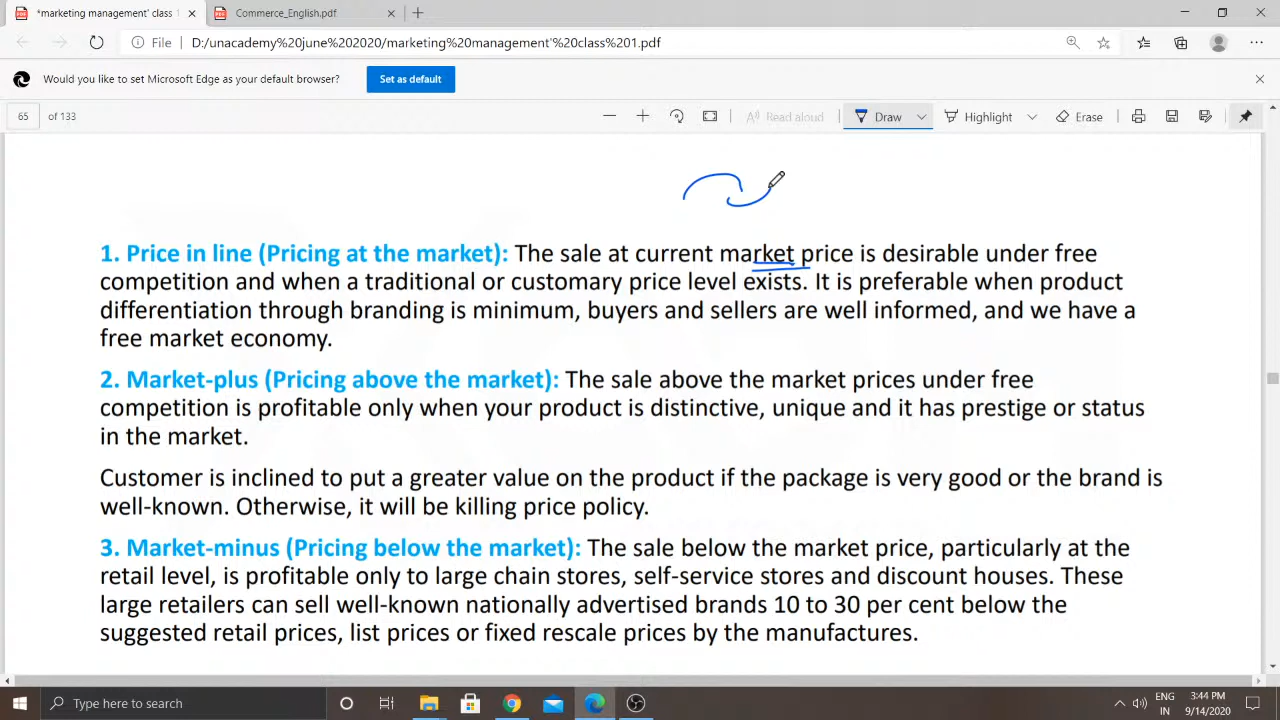 *marketing management' class
Commerce_English.pdf
File | D:/unacademy%20june%202020/marketing%20management'%20class%201.pdf
Would you like to set Microsoft Edge as your default browser?
Set as default
65 of 133
Read aloud
Draw
Highlight
Erase
1. Price in line (Pricing at the market): The sale at current market price is desirable under free
competition and when a traditional or customary price level exists. It is preferable when product
differentiation through branding is minimum, buyers and sellers are well informed, and we have a
free market economy.
2. Market-plus (Pricing above the market): The sale above the market prices under free
competition is profitable only when your product is distinctive, unique and it has prestige or status
in the market.
Customer is inclined to put a greater value on the product if the package is very good or the brand is
well-known. Otherwise, it will be killing price policy.
3. Market-minus (Pricing below the market): The sale below the market price, particularly at the
retail level, is profitable only to large chain stores, self-service stores and discount houses. These
large retailers can sell well-known nationally advertised brands 10 to 30 per cent below the
suggested retail prices, list prices or fixed rescale prices by the manufactures.
Type here to search
ENG
IN
3:44 PM
9/14/2020